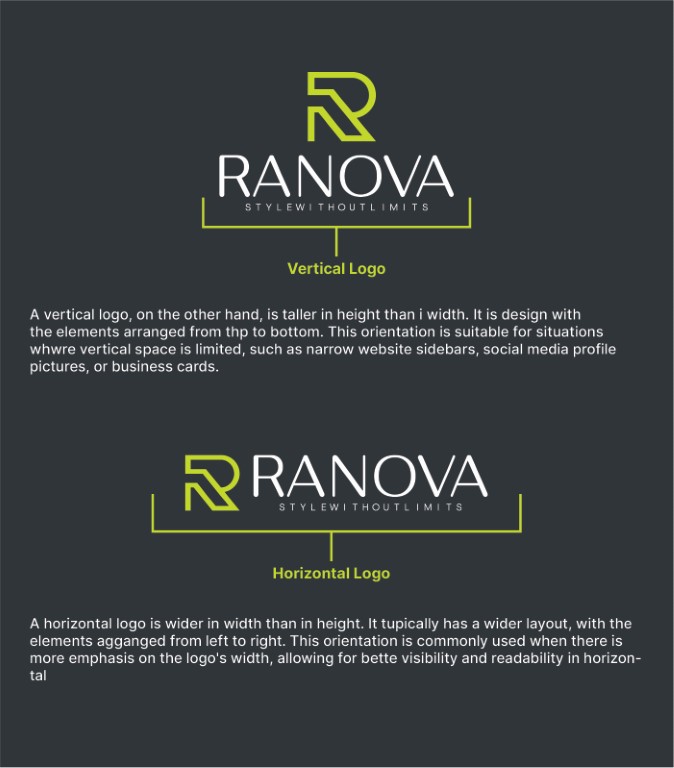 RANOVA
STYLEWITHOUTLIMITS
Vertical Logo
A vertical logo, on the other hand, is taller in height than i width. It is design with
the elements arranged from thp to bottom. This orientation is suitable for situations
whwre vertical space is limited, such as narrow website sidebars, social media profile
pictures, or business cards.
RANOVA
STYLEWITHOUTLIMITS
Horizontal Logo
A horizontal logo is wider in width than in height. It tupically has a wider layout, with the
elements agganged from left to right. This orientation is commonly used when there is
more emphasis on the logo's width, allowing for bette visibility and readability in horizon-
tal